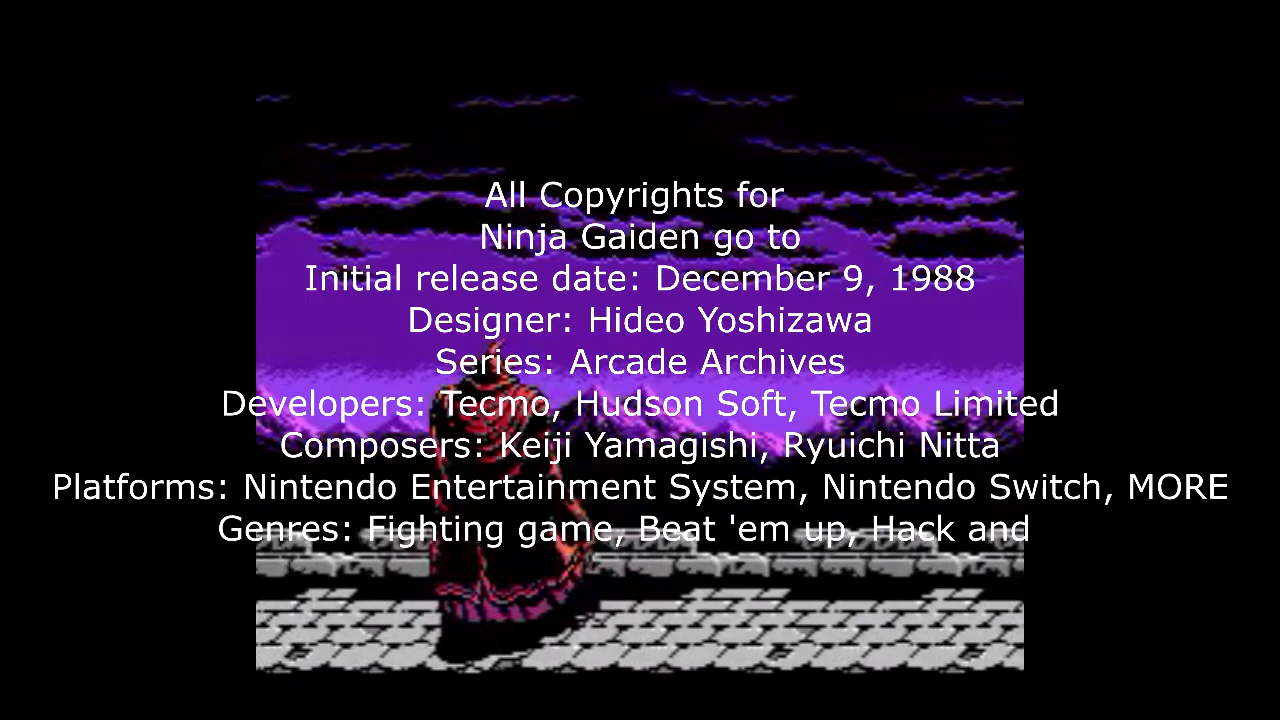 All Copyrights for
Ninja Gaiden go to
Initial release date: December 9, 1988
Designer: Hideo Yoshizawa
Series: Arcade Archives
Developers: Tecmo, Hudson Soft, Tecmo Limited
Composers: Keiji Yamagishi, Ryuichi Nitta
Platforms: Nintendo Entertainment System, Nintendo Switch, MORE
Genres: Fighting game, Beat 'em up, Hack and